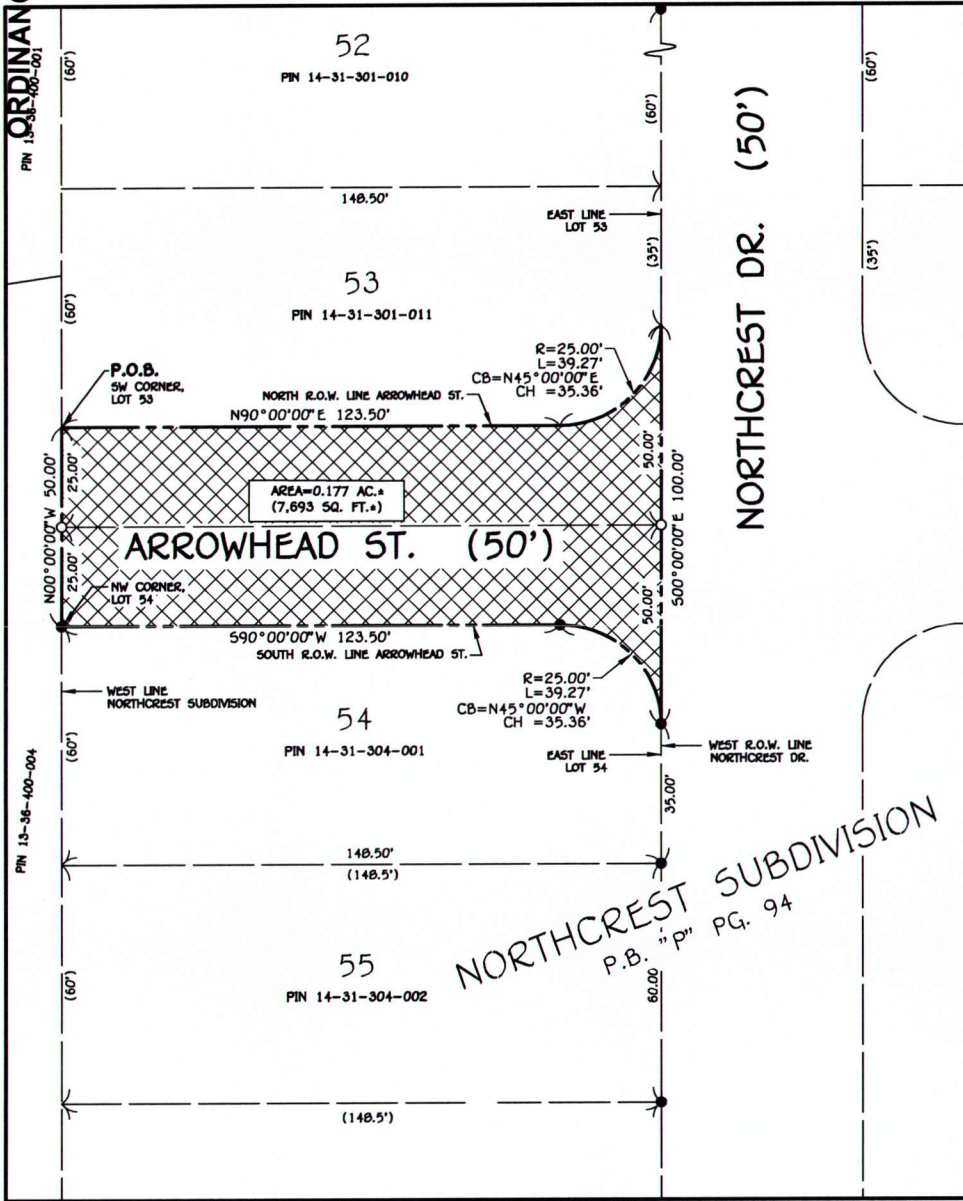 ORDINANC
PIN 13-36-400-001
(60')
52
PIN 14-31-301-010
(60')
(60')
148.50'
EAST LINE
LOT 53
(35')
(35')
NORTHCREST DR. (50')
(60')
53
PIN 14-31-301-011
P.O.B.
SW CORNER,
LOT 53
NORTH R.O.W. LINE ARROWHEAD ST.
N90°00'00"E 123.50'
R=25.00'
L=39.27'
CB=N45°00'00"E
CH =35.36'
N00°00'00"W 50.00'
25.00'
25.00'
AREA=0.177 AC.±
(7,693 SQ. FT.±)
50.00'
50.00'
S00°00'00"E 100.00'
ARROWHEAD ST. (50')
NW CORNER,
LOT 54
S90°00'00"W 123.50'
SOUTH R.O.W. LINE ARROWHEAD ST.
R=25.00'
L=39.27'
CB=N45°00'00"W
CH =35.36'
WEST LINE
NORTHCREST SUBDIVISION
54
PIN 14-31-304-001
(60')
PIN 13-36-400-004
EAST LINE
LOT 54
WEST R.O.W. LINE
NORTHCREST DR.
35.00'
148.50'
(148.5')
NORTHCREST SUBDIVISION
P.B. "P" PG. 94
55
PIN 14-31-304-002
(60')
60.00
(148.5')